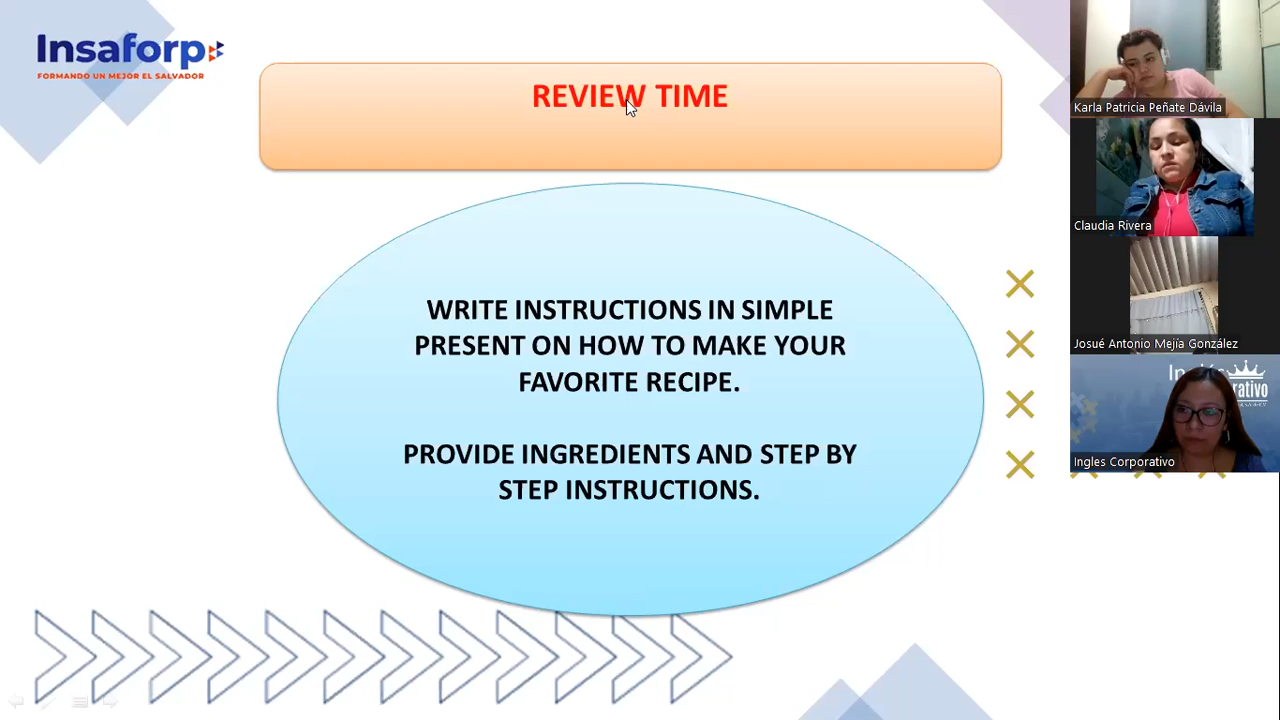 Insaforp
FORMANDO UN MEJOR EL SALVADOR
REVIEW TIME
WRITE INSTRUCTIONS IN SIMPLE
PRESENT ON HOW TO MAKE YOUR
FAVORITE RECIPE.
PROVIDE INGREDIENTS AND STEP BY
STEP INSTRUCTIONS.
Karla Patricia Peñate Dávila
Claudia Rivera
Josué Antonio Mejía González
Ingles Corporativo